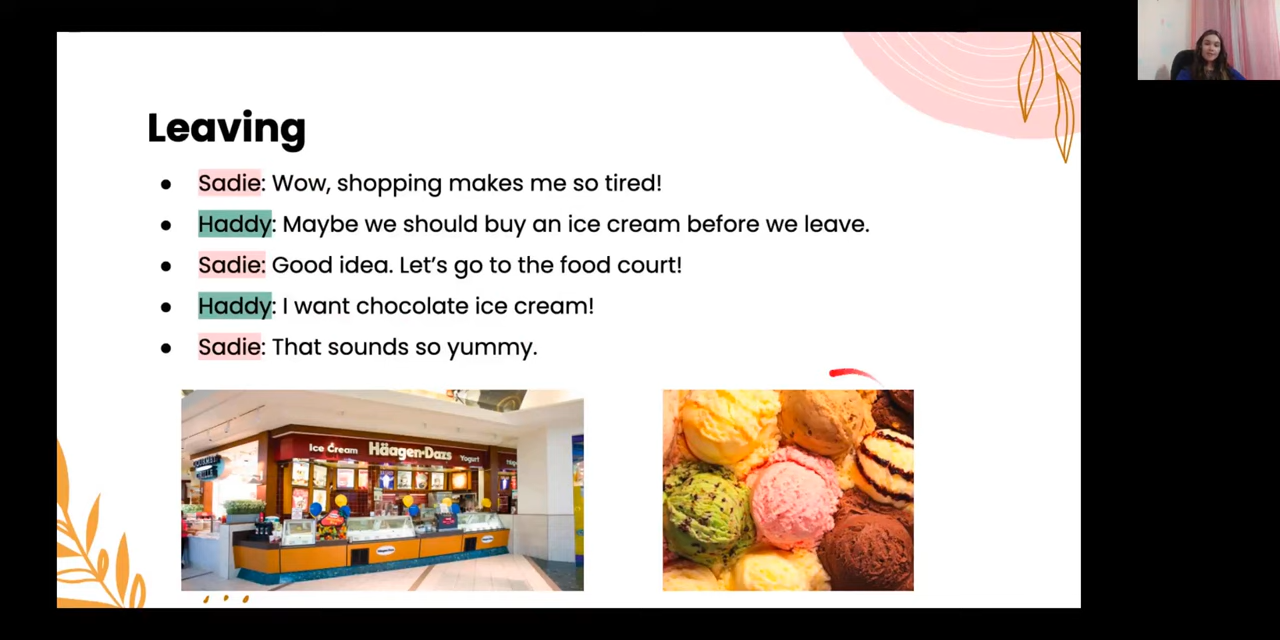 Leaving
● Sadie: Wow, shopping makes me so tired!
● Haddy: Maybe we should buy an ice cream before we leave.
● Sadie: Good idea. Let's go to the food court!
● Haddy: I want chocolate ice cream!
● Sadie: That sounds so yummy.
Ice Cream Häagen-Dazs Yogurt